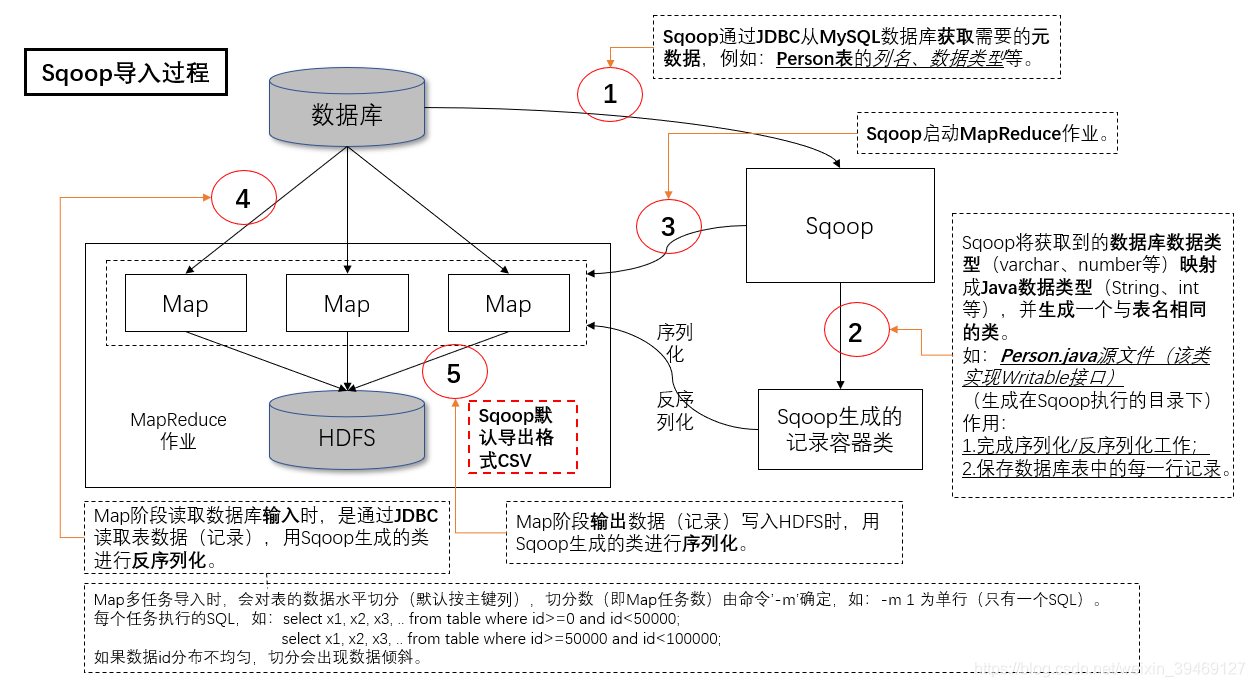 Sqoop导入过程
Sqoop通过JDBC从MySQL数据库获取需要的元
数据，例如：Person表的列名、数据类型等。
数据库
1
Sqoop启动MapReduce作业。
4
3
Sqoop
Sqoop将获取到的数据库数据类
型（varchar、number等）映射
成Java数据类型（String、int
等），并生成一个与表名相同
的类。
如：Person.java源文件（该类
实现Writable接口）
（生成在Sqoop执行的目录下）
作用：
1.完成序列化/反序列化工作；
2.保存数据库表中的每一行记录。
Map
Map
Map
2
序列
化
反序
列化
5
Sqoop生成的
记录容器类
MapReduce
作业
HDFS
Sqoop默
认导出格
式CSV
Map阶段读取数据库输入时，是通过JDBC
读取表数据（记录），用Sqoop生成的类
进行反序列化。
Map阶段输出数据（记录）写入HDFS时，用
Sqoop生成的类进行序列化。
Map多任务导入时，会对表的数据水平切分（默认按主键列），切分数（即Map任务数）由命令'-m'确定，如：-m 1 为单行（只有一个SQL）。
每个任务执行的SQL，如：select x1, x2, x3, .. from table where id>=0 and id<50000;
select x1, x2, x3, .. from table where id>=50000 and id<100000;
如果数据id分布不均匀，切分会出现数据倾斜。
https://blog.csdn.net/weixin_39469127